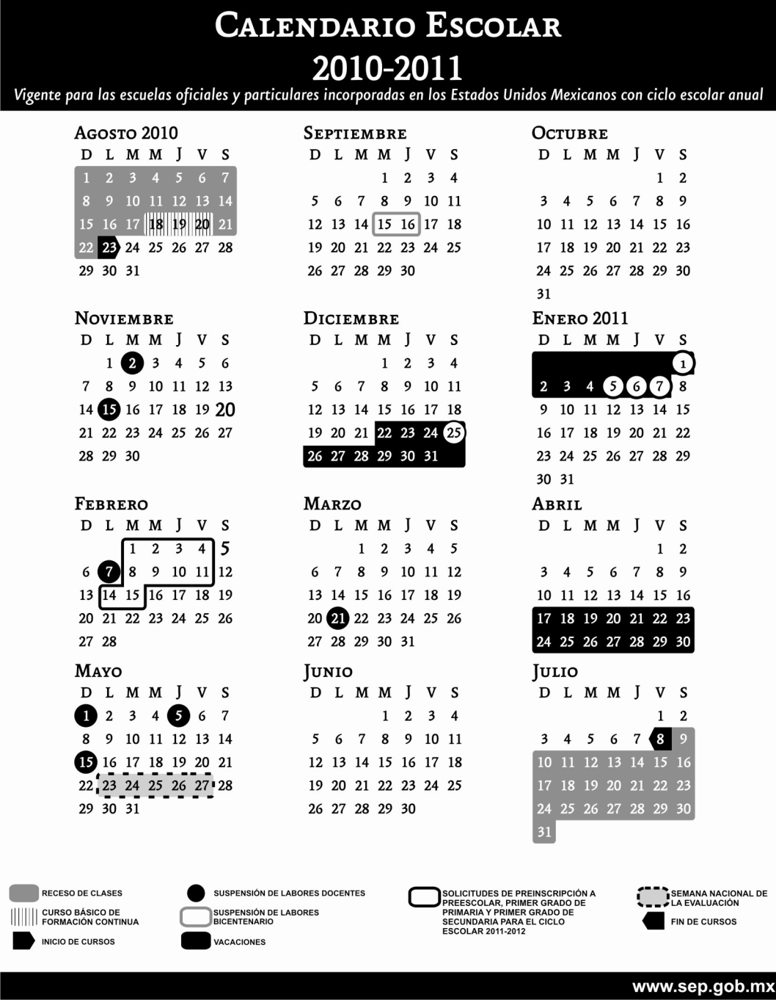 CALENDARIO ESCOLAR
2010-2011
Vigente para las escuelas oficiales y particulares incorporadas en los Estados Unidos Mexicanos con ciclo escolar anual
AGOSTO 2010
D L M M J V S
1 2 3 4 5 6 7
8 9 10 11 12 13 14
15 16 17 18 19 20 21
22 23 24 25 26 27 28
29 30 31
SEPTIEMBRE
D L M M J V S
1 2 3 4
5 6 7 8 9 10 11
12 13 14 15 16 17 18
19 20 21 22 23 24 25
26 27 28 29 30
OCTUBRE
D L M M J V S
1 2
3 4 5 6 7 8 9
10 11 12 13 14 15 16
17 18 19 20 21 22 23
24 25 26 27 28 29 30
31
NOVIEMBRE
D L M M J V S
1 2 3 4 5 6
7 8 9 10 11 12 13
14 15 16 17 18 19 20
21 22 23 24 25 26 27
28 29 30
DICIEMBRE
D L M M J V S
1 2 3 4
5 6 7 8 9 10 11
12 13 14 15 16 17 18
19 20 21 22 23 24 25
26 27 28 29 30 31
ENERO 2011
D L M M J V S
1
2 3 4 5 6 7 8
9 10 11 12 13 14 15
16 17 18 19 20 21 22
23 24 25 26 27 28 29
30 31
FEBRERO
D L M M J V S
1 2 3 4 5
6 7 8 9 10 11 12
13 14 15 16 17 18 19
20 21 22 23 24 25 26
27 28
MARZO
D L M M J V S
1 2 3 4 5
6 7 8 9 10 11 12
13 14 15 16 17 18 19
20 21 22 23 24 25 26
27 28 29 30 31
ABRIL
D L M M J V S
1 2
3 4 5 6 7 8 9
10 11 12 13 14 15 16
17 18 19 20 21 22 23
24 25 26 27 28 29 30
MAYO
D L M M J V S
1 2 3 4 5 6 7
8 9 10 11 12 13 14
15 16 17 18 19 20 21
22 23 24 25 26 27 28
29 30 31
JUNIO
D L M M J V S
1 2 3 4
5 6 7 8 9 10 11
12 13 14 15 16 17 18
19 20 21 22 23 24 25
26 27 28 29 30
JULIO
D L M M J V S
1 2
3 4 5 6 7 8 9
10 11 12 13 14 15 16
17 18 19 20 21 22 23
24 25 26 27 28 29 30
31
RECESO DE CLASES
CURSO BÁSICO DE
FORMACIÓN CONTINUA
INICIO DE CURSOS
SUSPENSIÓN DE LABORES DOCENTES
SUSPENSIÓN DE LABORES
BICENTENARIO
VACACIONES
SOLICITUDES DE PREINSCRIPCIÓN A
PREESCOLAR, PRIMER GRADO DE
PRIMARIA Y PRIMER GRADO DE
SECUNDARIA PARA EL CICLO
ESCOLAR 2011-2012
SEMANA NACIONAL DE
LA EVALUACIÓN
FIN DE CURSOS
www.sep.gob.mx